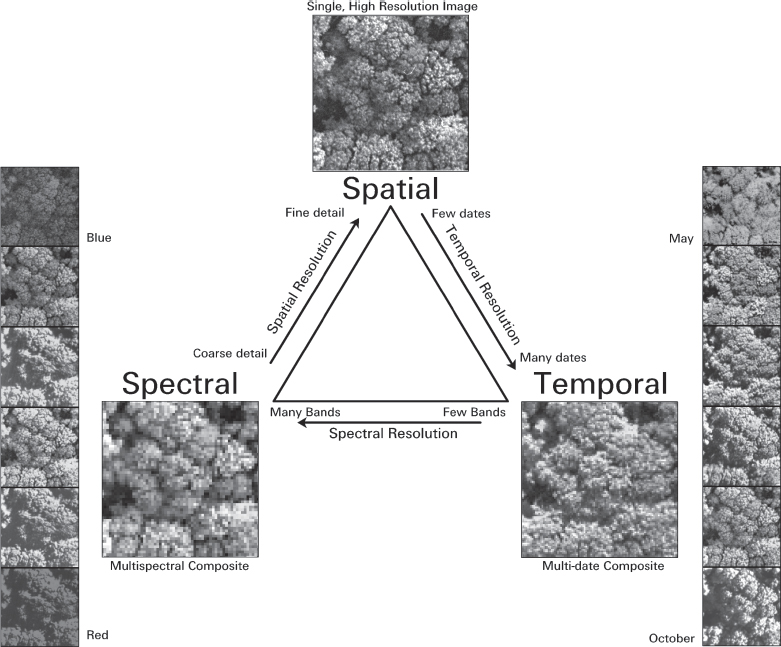 Single, High Resolution Image
Spatial
Fine detail
Few dates
Spatial Resolution
Temporal Resolution
Blue
May
Coarse detail
Many dates
Spectral
Temporal
Many Bands
Few Bands
Spectral Resolution
Multispectral Composite
Multi-date Composite
Red
October